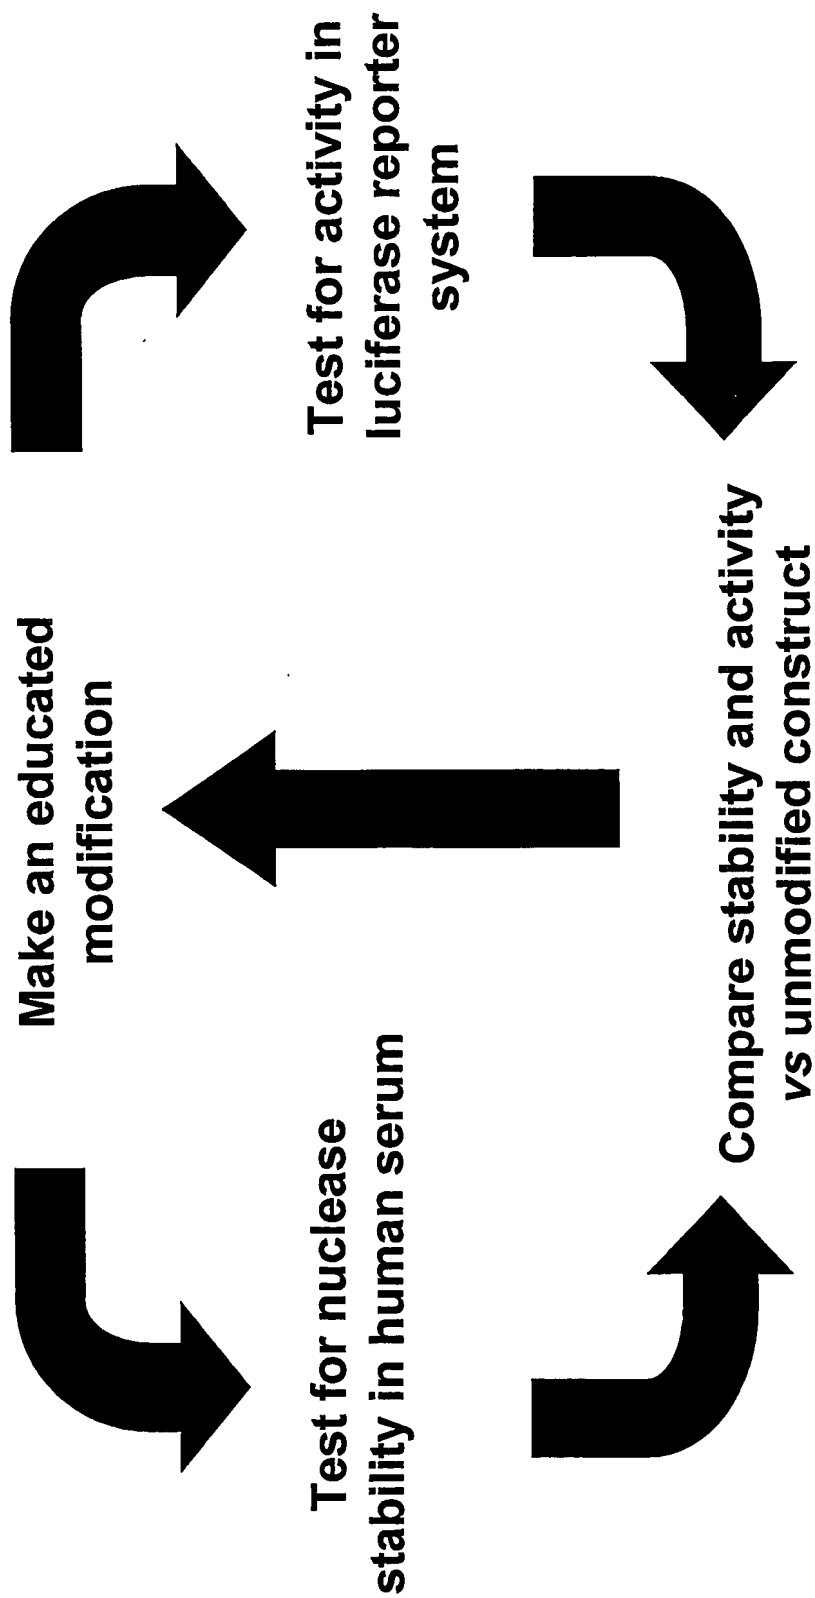 Make an educated
modification
Test for nuclease
stability in human serum
Test for activity in
luciferase reporter
system
Compare stability and activity
vs unmodified construct